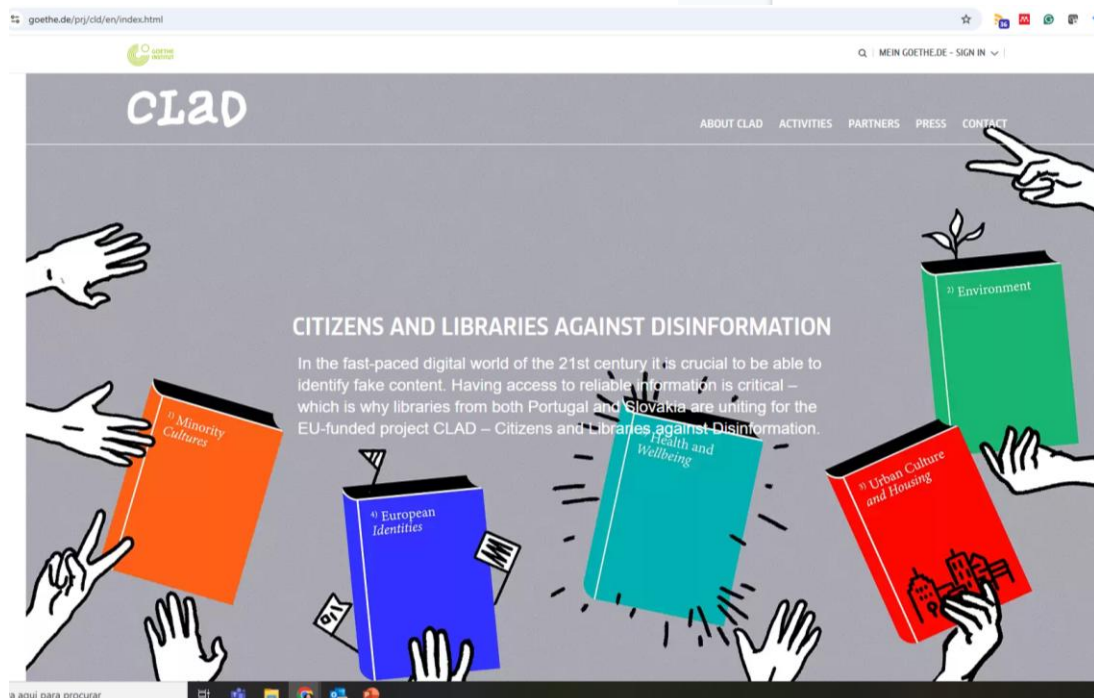 goethe.de/prj/cld/en/index.html
36
GOETHE
INSTITUT
MEIN GOETHE.DE - SIGN IN
CLaD
ABOUT CLAD ACTIVITIES PARTNERS PRESS CONTACT
2) Environment
CITIZENS AND LIBRARIES AGAINST DISINFORMATION
In the fast-paced digital world of the 21st century it is crucial to be able to
identify fake content. Having access to reliable information is critical –
which is why libraries from both Portugal and Slovakia are uniting for the
EU-funded project CLAD – Citizens and Libraries against Disinformation.
1) Minority
Cultures
Health and
Wellbeing
Urban Culture
and Housing
4) European
Identities
a aqui para procurar